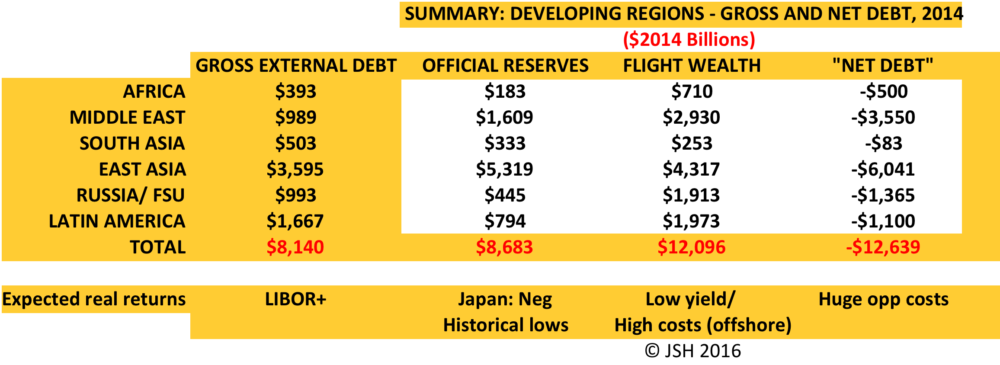 SUMMARY: DEVELOPING REGIONS - GROSS AND NET DEBT, 2014
($2014 Billions)
GROSS EXTERNAL DEBT OFFICIAL RESERVES FLIGHT WEALTH "NET DEBT"
AFRICA $393 $183 $710 -$500
MIDDLE EAST $989 $1,609 $2,930 -$3,550
SOUTH ASIA $503 $333 $253 -$83
EAST ASIA $3,595 $5,319 $4,317 -$6,041
RUSSIA/ FSU $993 $445 $1,913 -$1,365
LATIN AMERICA $1,667 $794 $1,973 -$1,100
TOTAL $8,140 $8,683 $12,096 -$12,639
Expected real returns LIBOR+ Japan: Neg Low yield/ Huge opp costs
Historical lows High costs (offshore)
© JSH 2016